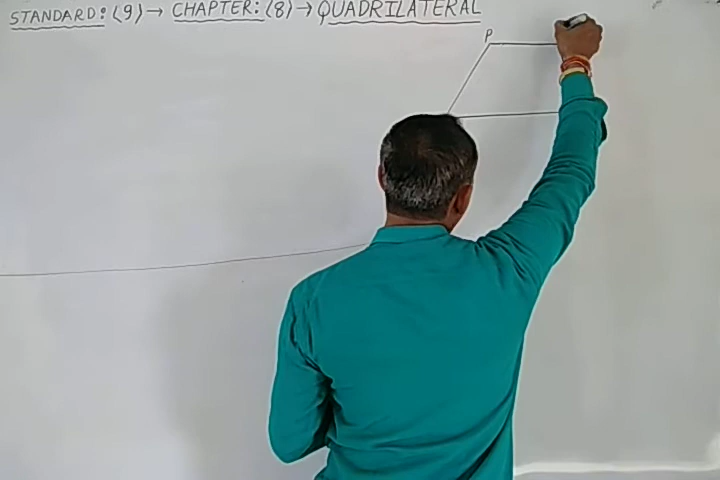 STANDARD: (9) → CHAPTER: (8) → QUADRILATERAL
P